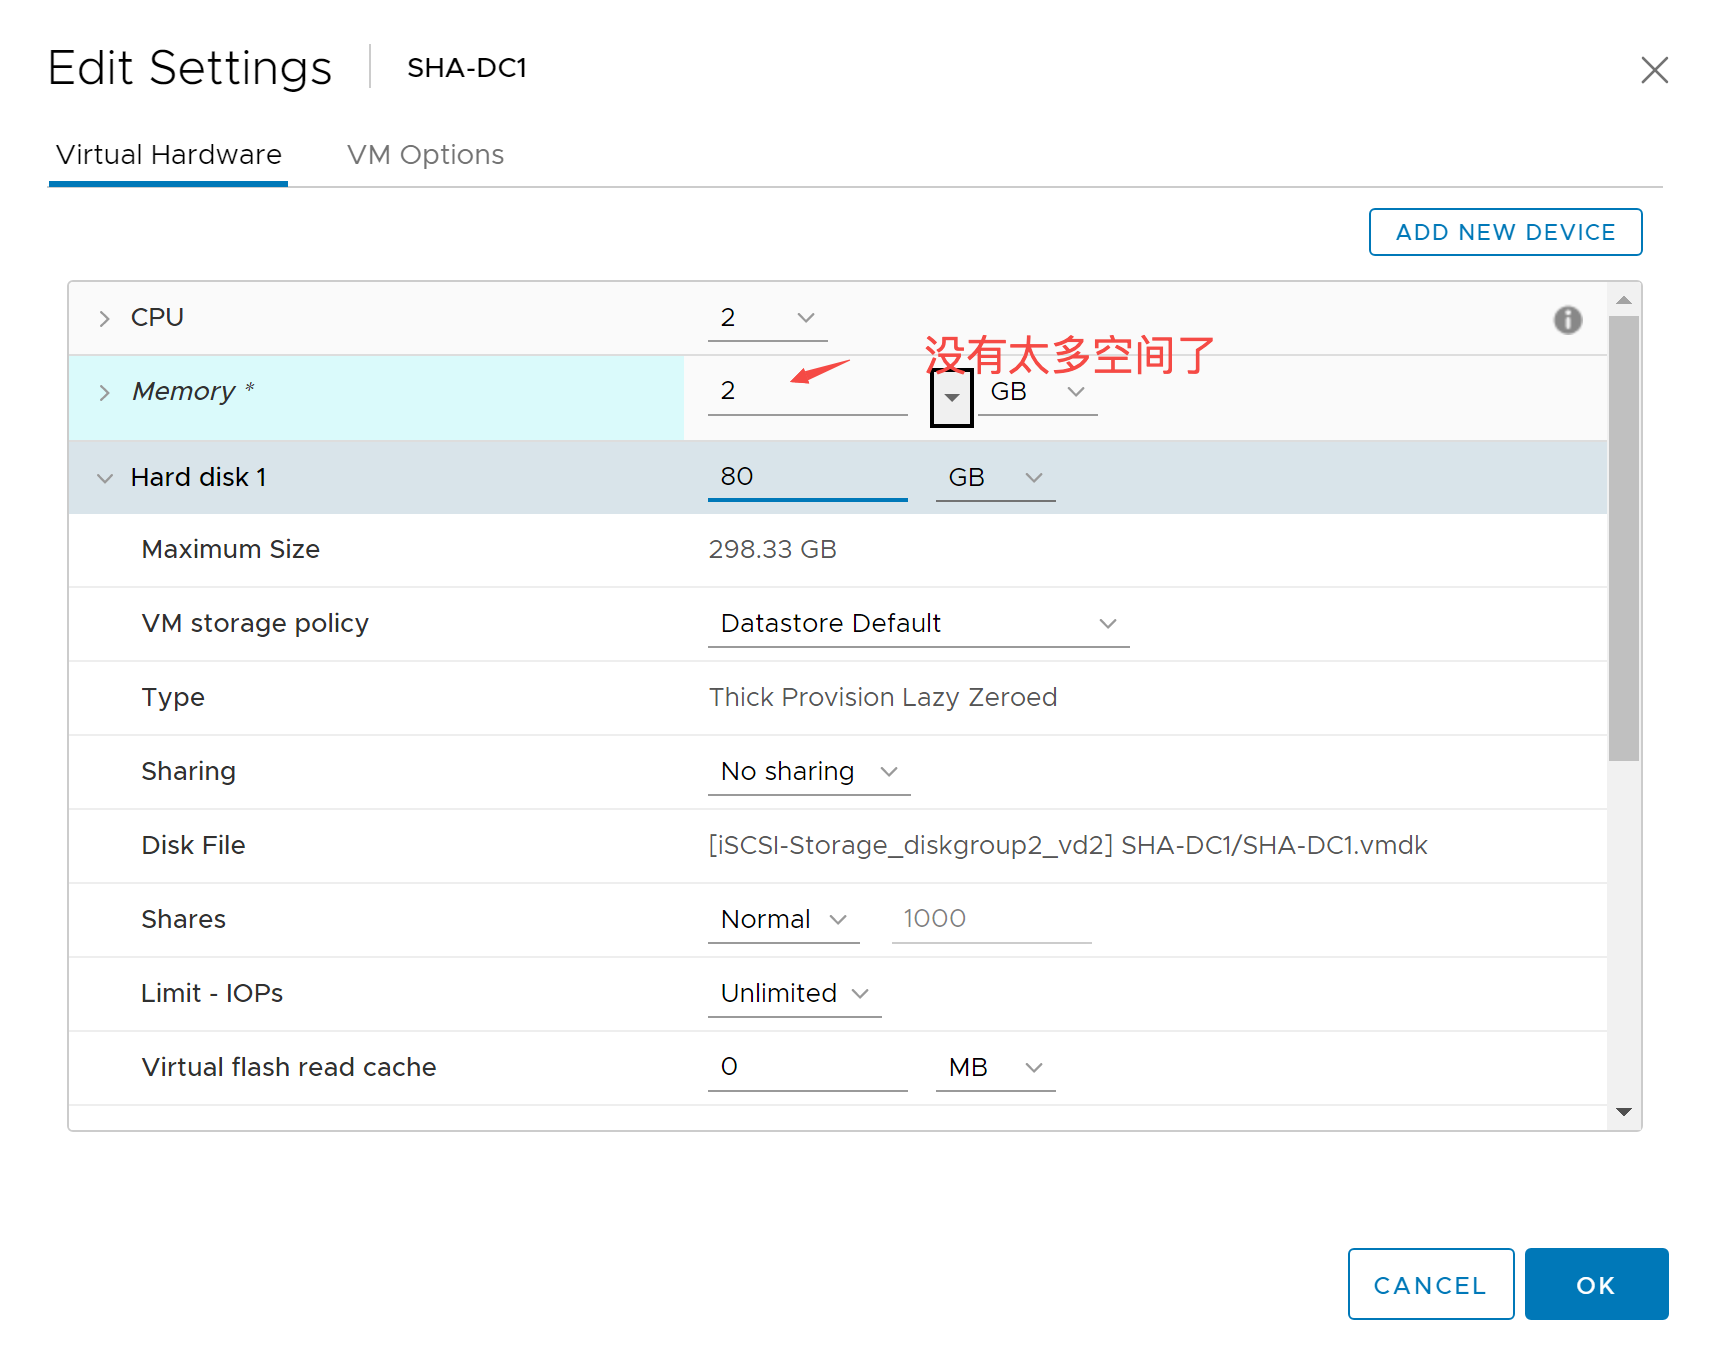 Edit Settings SHA-DC1
Virtual Hardware VM Options
ADD NEW DEVICE
CPU 2
没有太多空间了
Memory * 2 GB
Hard disk 1 80 GB
Maximum Size 298.33 GB
VM storage policy Datastore Default
Type Thick Provision Lazy Zeroed
Sharing No sharing
Disk File [iSCSI-Storage_diskgroup2_vd2] SHA-DC1/SHA-DC1.vmdk
Shares Normal 1000
Limit - IOPs Unlimited
Virtual flash read cache 0 MB
CANCEL OK